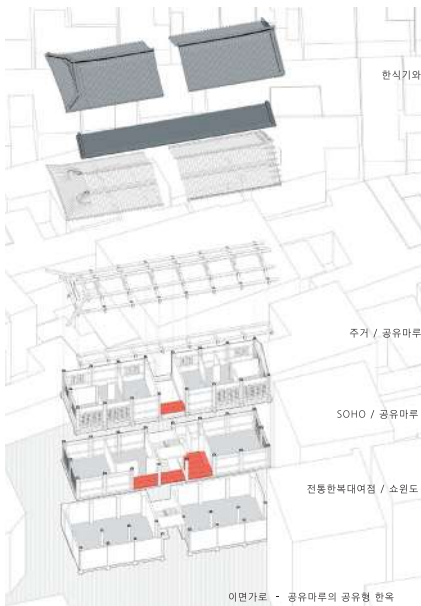 한식기와
주거 / 공유마루
SOHO / 공유마루
전통한복대여점 / 쇼윈도
이면가로 - 공유마루의 공유형 한옥